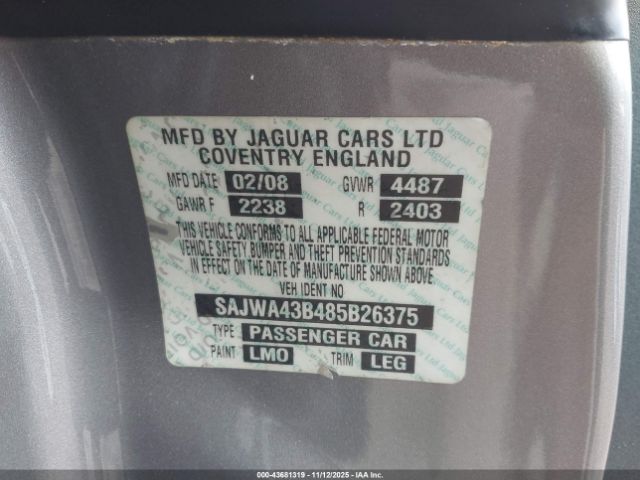 MFD BY JAGUAR CARS LTD
COVENTRY ENGLAND
MFD DATE 02/08 GVWR 4487
GAWR F 2238 R 2403
THIS VEHICLE CONFORMS TO ALL APPLICABLE FEDERAL MOTOR
VEHICLE SAFETY BUMPER AND THEFT PREVENTION STANDARDS
IN EFFECT ON THE DATE OF MANUFACTURE SHOWN ABOVE.
VEH IDENT NO
SAJWA43B485B26375
TYPE PASSENGER CAR
PAINT LMO TRIM LEG
000-43681319 - 11/12/2025 - IAAI.COM